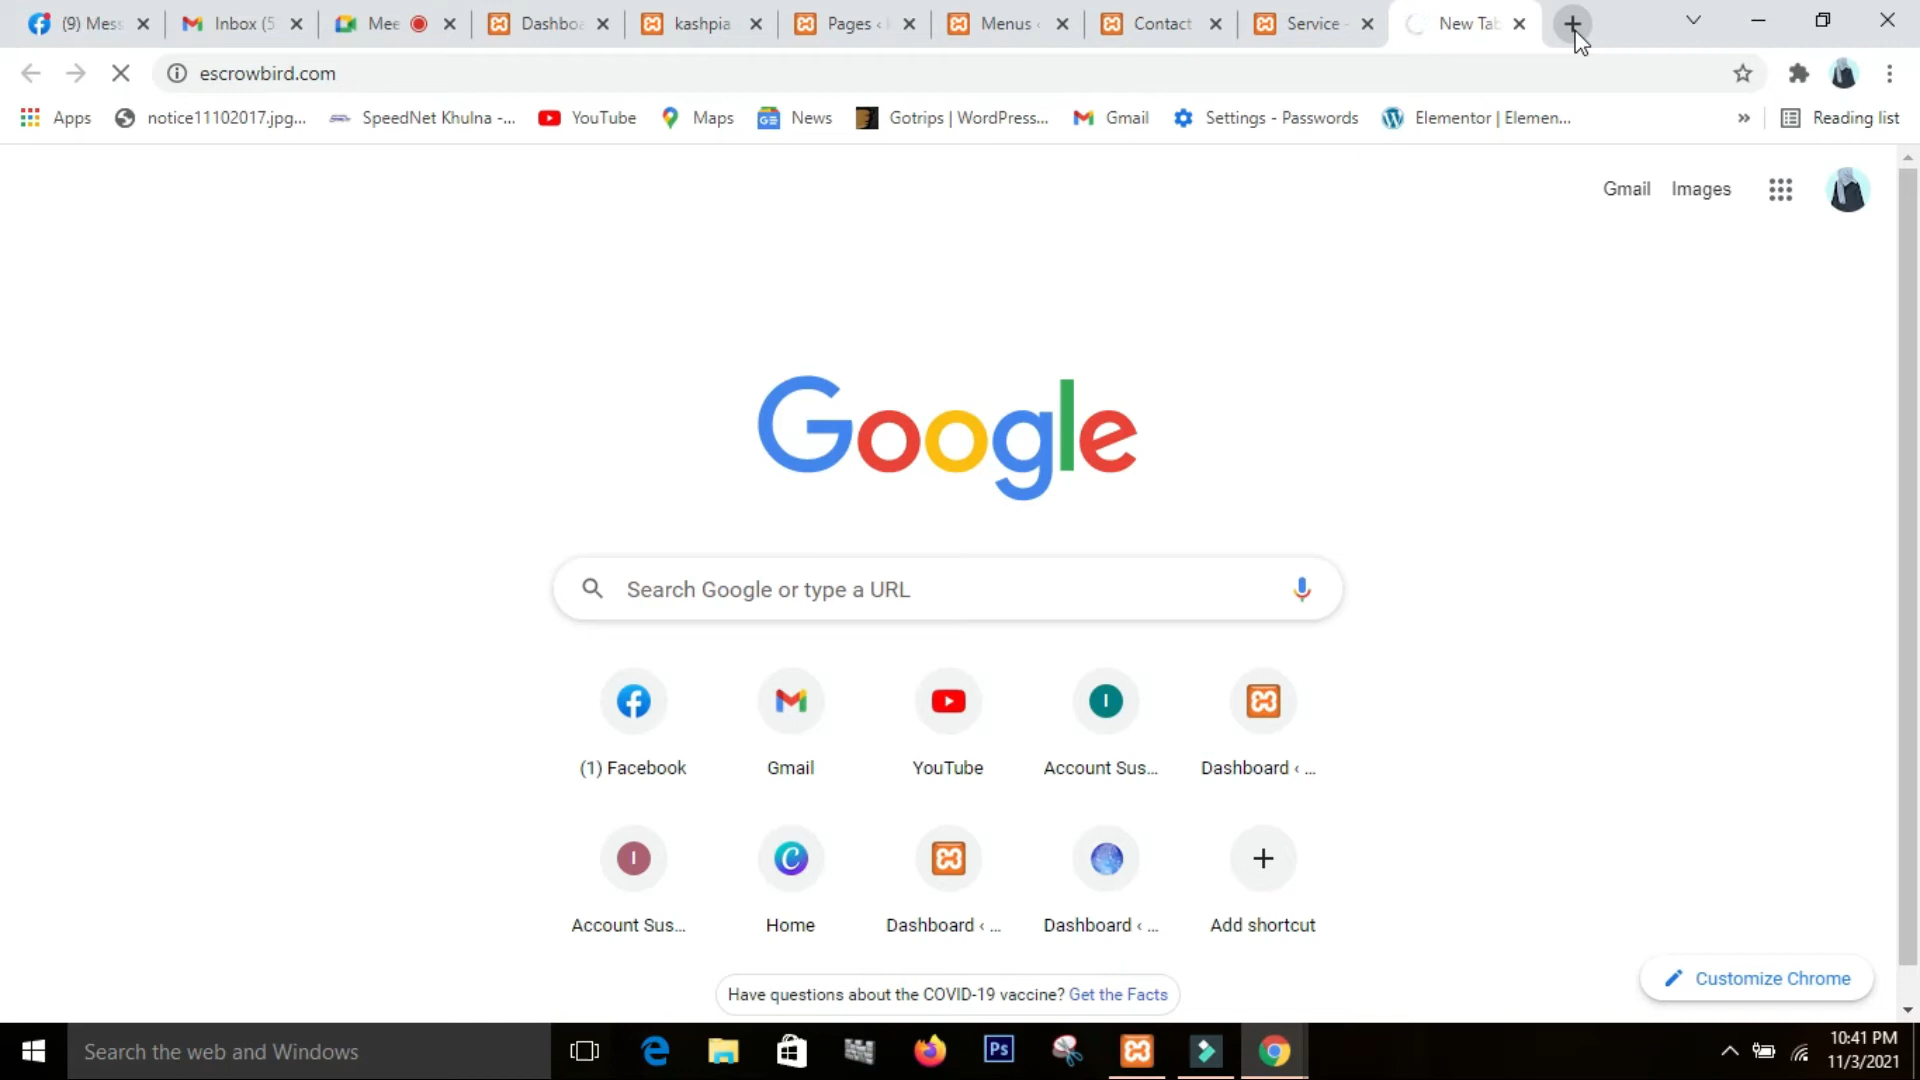 (9) Mess
Inbox (5
Mee
Dashboa
kashpia
Pages ‹
Menus ‹
Contact
Service -
New Tab
escrowbird.com
Apps
notice11102017.jpg...
SpeedNet Khulna -...
YouTube
Maps
News
Gotrips | WordPress...
Gmail
Settings - Passwords
Elementor | Elemen...
»
Reading list
Gmail
Images
Google
Search Google or type a URL
(1) Facebook
Gmail
YouTube
Account Sus...
Dashboard ‹ ...
Account Sus...
Home
Dashboard ‹ ...
Dashboard ‹ ...
Add shortcut
Have questions about the COVID-19 vaccine? Get the Facts
Customize Chrome
Search the web and Windows
Ps
10:41 PM
11/3/2021